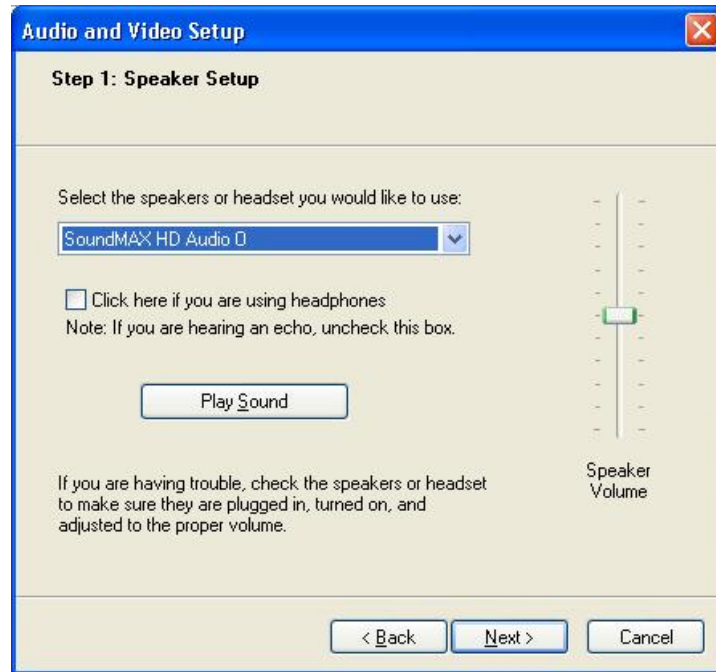 Audio and Video Setup
Step 1: Speaker Setup
Select the speakers or headset you would like to use:
SoundMAX HD Audio O
Click here if you are using headphones
Note: If you are hearing an echo, uncheck this box.
Play Sound
If you are having trouble, check the speakers or headset
to make sure they are plugged in, turned on, and
adjusted to the proper volume.
Speaker
Volume
< Back
Next >
Cancel